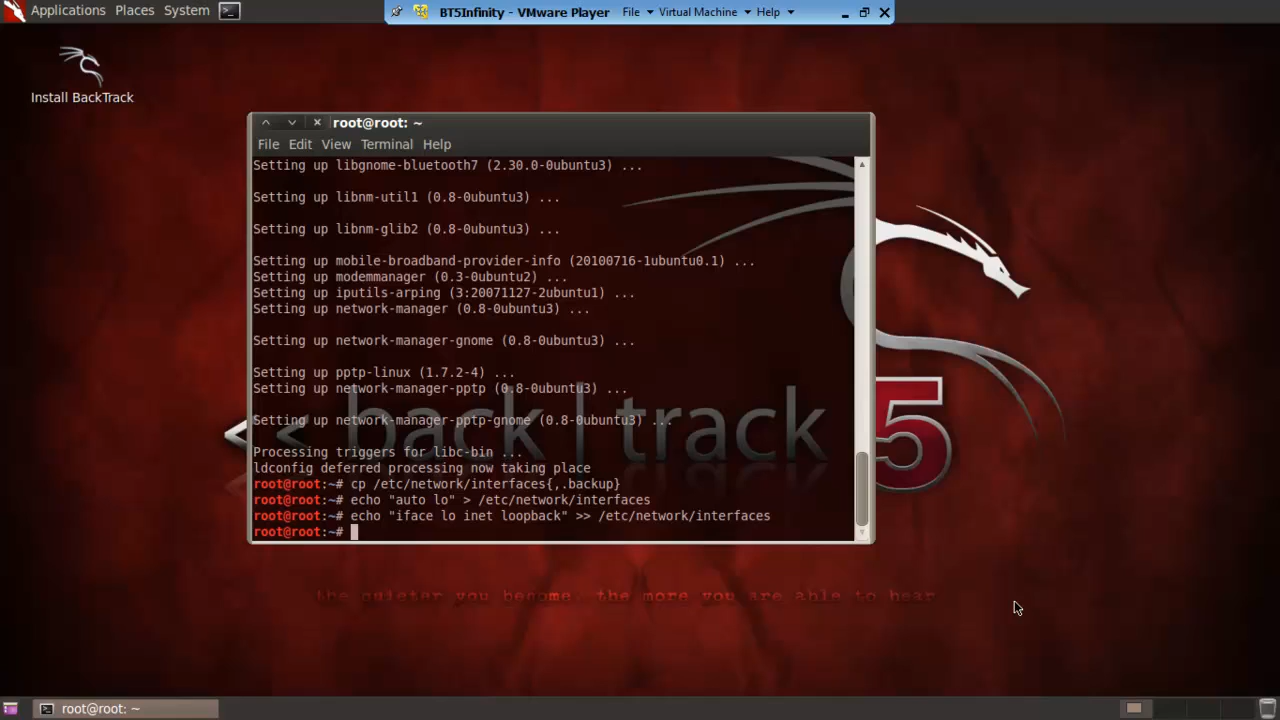 Applications Places System
BT5Infinity - VMware Player File Virtual Machine Help
Install BackTrack
root@root: ~
File Edit View Terminal Help
Setting up libgnome-bluetooth7 (2.30.0-0ubuntu3) ...
Setting up libnm-util1 (0.8-0ubuntu3) ...
Setting up libnm-glib2 (0.8-0ubuntu3) ...
Setting up mobile-broadband-provider-info (20100716-1ubuntu0.1) ...
Setting up modemmanager (0.3-0ubuntu2) ...
Setting up iputils-arping (3:20071127-2ubuntu1) ...
Setting up network-manager (0.8-0ubuntu3) ...
Setting up network-manager-gnome (0.8-0ubuntu3) ...
Setting up pptp-linux (1.7.2-4) ...
Setting up network-manager-pptp (0.8-0ubuntu3) ...
Setting up network-manager-pptp-gnome (0.8-0ubuntu3) ...
Processing triggers for libc-bin ...
ldconfig deferred processing now taking place
root@root:~# cp /etc/network/interfaces{,.backup}
root@root:~# echo "auto lo" > /etc/network/interfaces
root@root:~# echo "iface lo inet loopback" >> /etc/network/interfaces
root@root:~#
<< back|track 5
the quieter you become, the more you are able to hear
root@root: ~